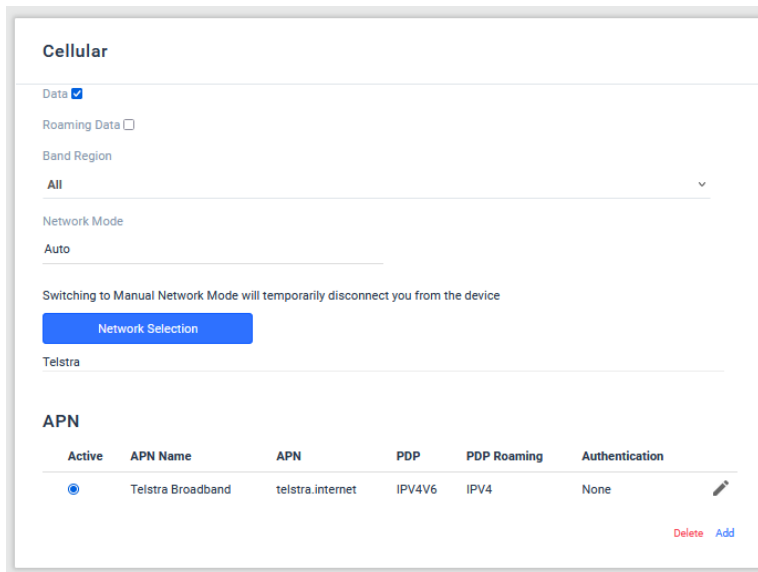 Cellular
Data
Roaming Data
Band Region
All
Network Mode
Auto
Switching to Manual Network Mode will temporarily disconnect you from the device
Network Selection
Telstra
APN
Active APN Name APN PDP PDP Roaming Authentication
Telstra Broadband telstra.internet IPV4V6 IPV4 None
Delete Add